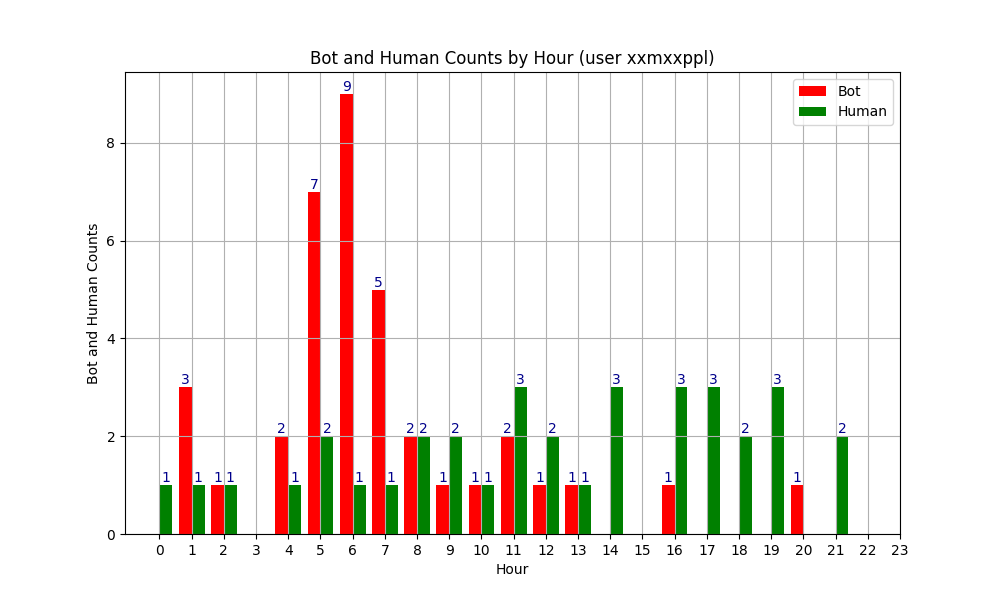 Bot and Human Counts by Hour (user xxmxxppl)
Bot
Human
Bot and Human Counts
8
6
4
2
0
9
7
5
3
2 2 2 2 2 3 3 3 3 3
2 2 2 2
1 1 1 1 1 1 1 1 1 1 1 1 1 1 1 1
0 1 2 3 4 5 6 7 8 9 10 11 12 13 14 15 16 17 18 19 20 21 22 23
Hour